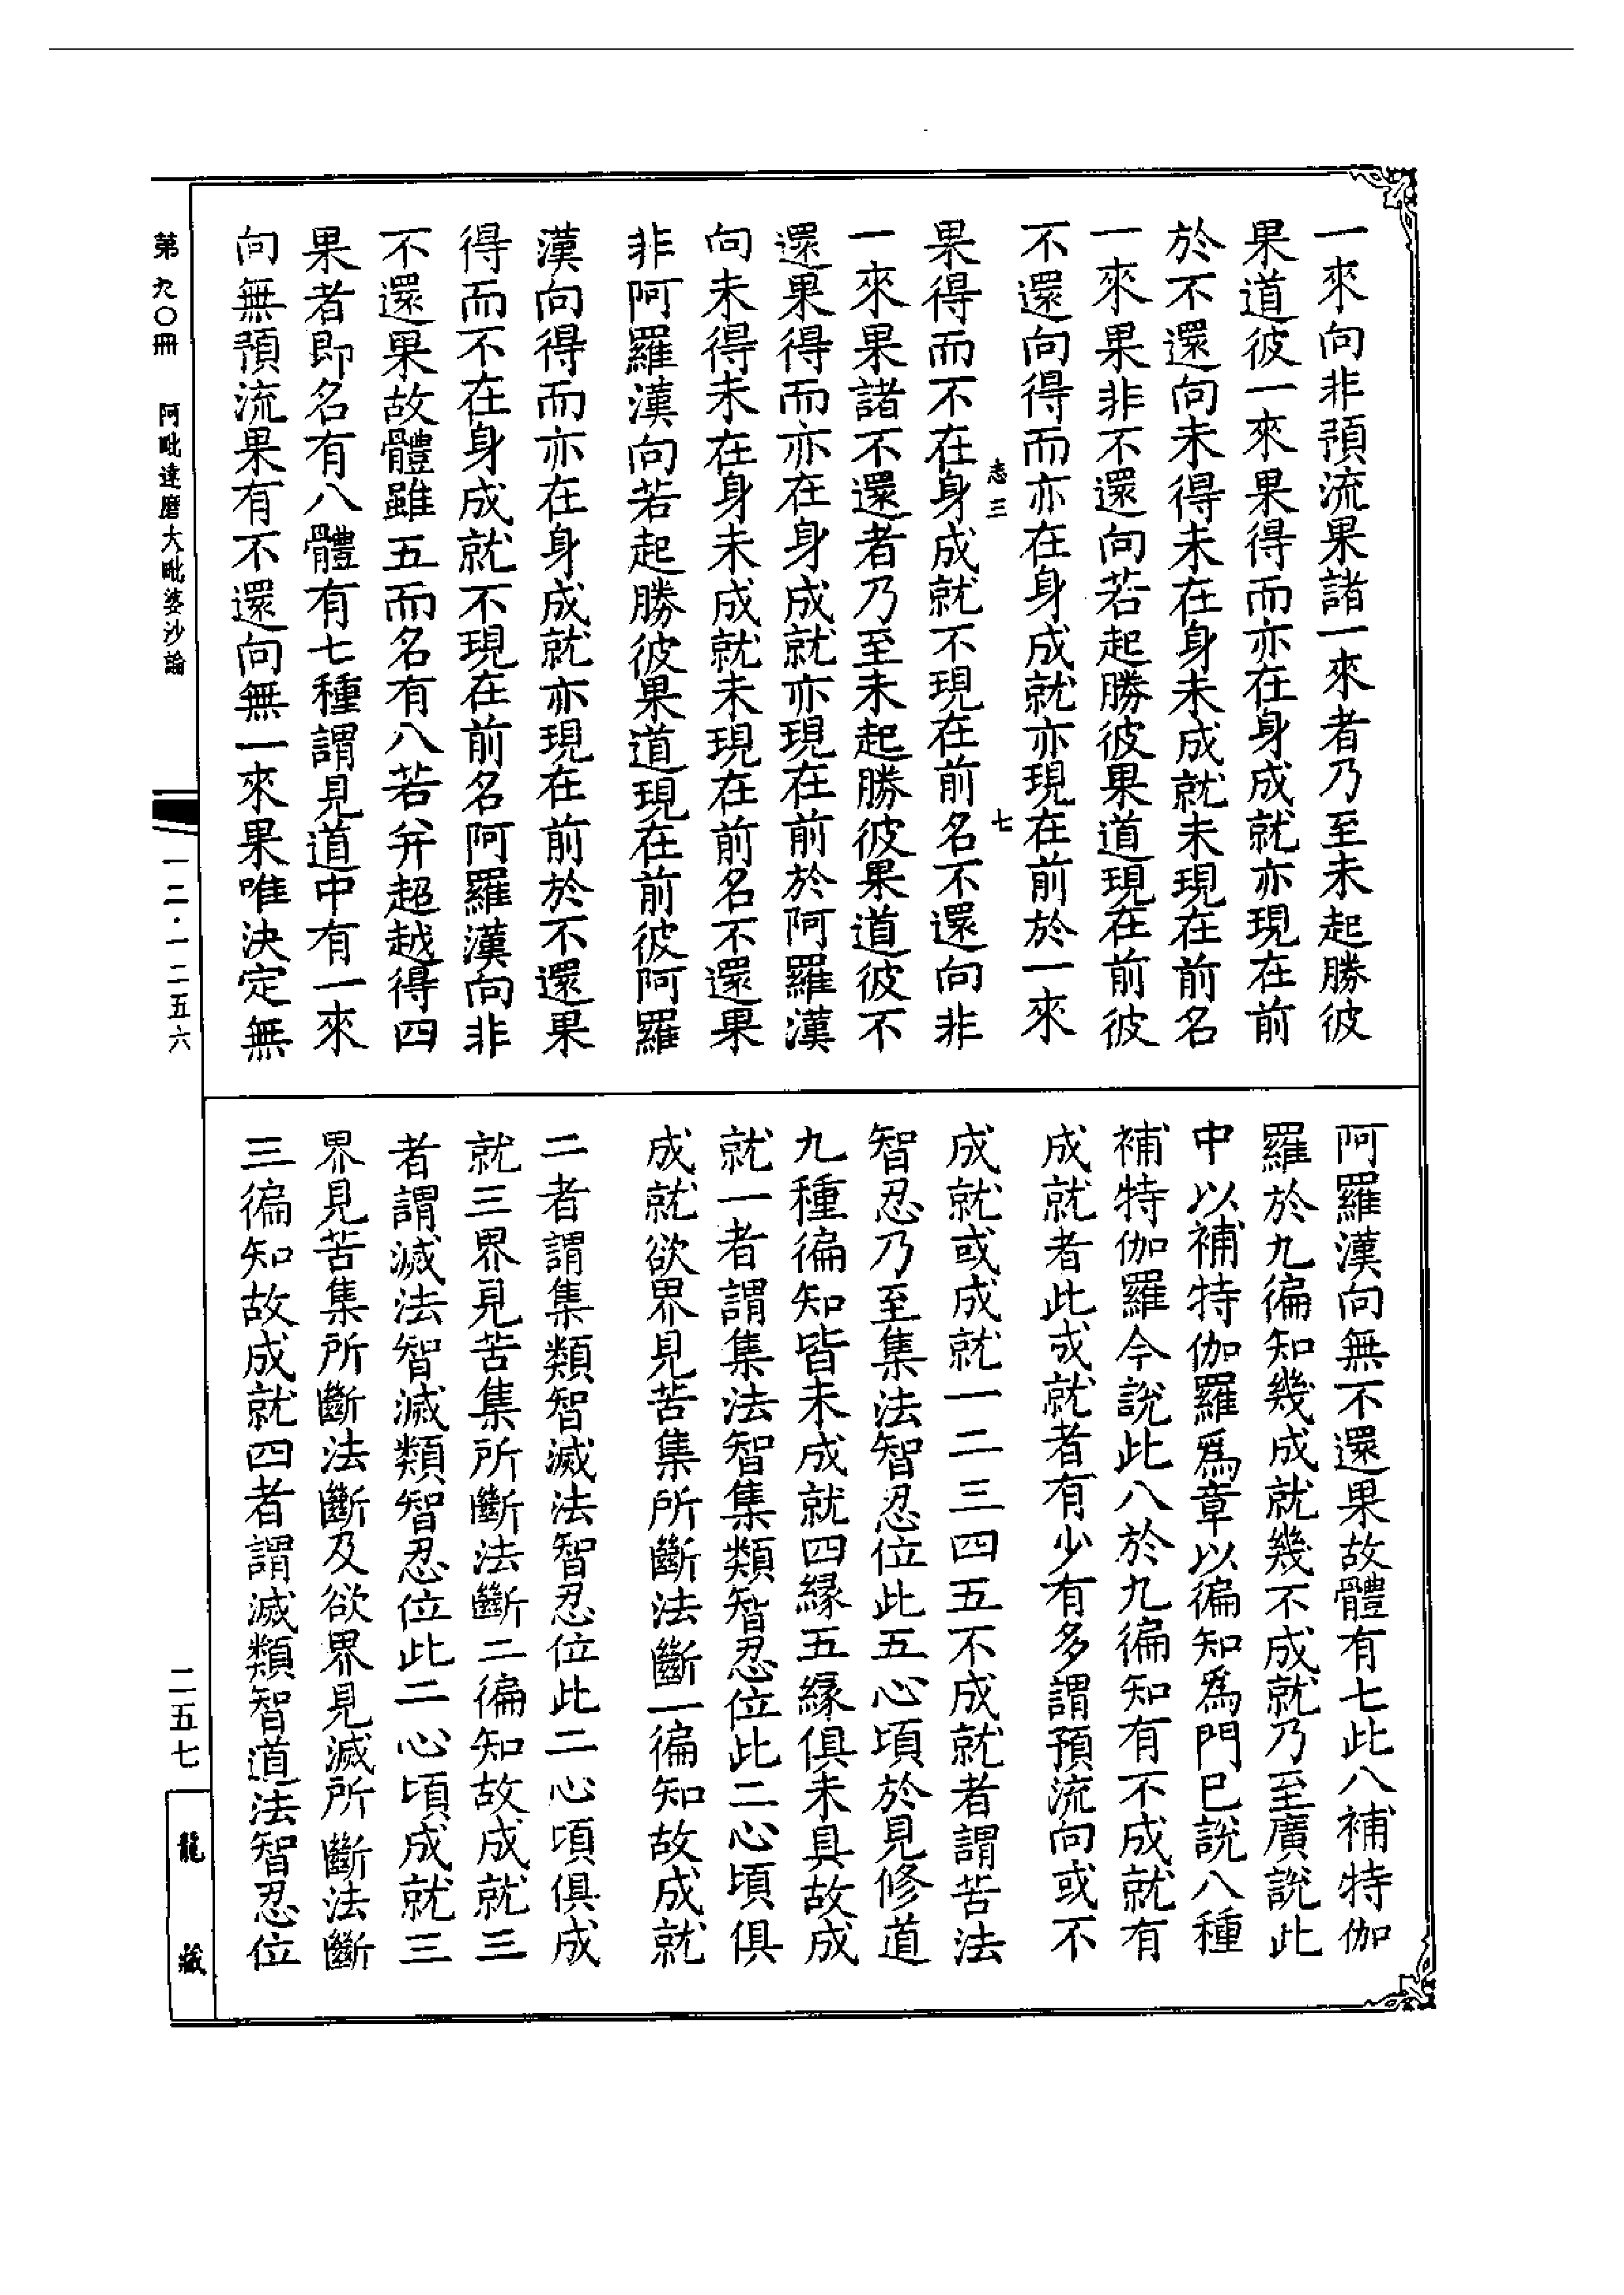 一來向非預流果諸一來者乃至未起勝彼
果道彼一來果得而亦在身成就亦現在前
於不還向未得未在身未成就未現在前名
一來果非不還向若起勝彼果道現在前彼
不還向得而亦在身成就亦現在前於一來
志三 七
果得而不在身成就不現在前名不還向非
一來果諸不還者乃至未起勝彼果道彼不
還果得而亦在身成就亦現在前於阿羅漢
向未得未在身未成就未現在前名不還果
非阿羅漢向若起勝彼果道現在前彼阿羅
漢向得而亦在身成就亦現在前於不還果
得而不在身成就不現在前名阿羅漢向非
不還果故體雖五而名有八若并超越得四
果者即名有八體有七種謂見道中有一來
向無預流果有不還向無一來果唯決定無
阿羅漢向無不還果故體有七此八補特伽
羅於九徧知幾成就幾不成就乃至廣說此
中以補特伽羅為章以徧知為門已說八種
補特伽羅今說此八於九徧知有不成就有
成就者此成就者有少有多謂預流向或不
成就或成就一二三四五不成就者謂苦法
智忍乃至集法智忍位此五心頃於見修道
九種徧知皆未成就四緣五緣俱未具故成
就一者謂集法智集類智忍位此二心頃俱
成就欲界見苦集所斷法斷一徧知故成就
二者謂集類智滅法智忍位此二心頃俱成
就三界見苦集所斷法斷二徧知故成就三
者謂滅法智滅類智忍位此二心頃成就三
界見苦集所斷法斷及欲界見滅所斷法斷
三徧知故成就四者謂滅類智道法智忍位
第九〇冊 阿毗達磨大毗婆沙論
一二·一二五六
二五七
龍藏